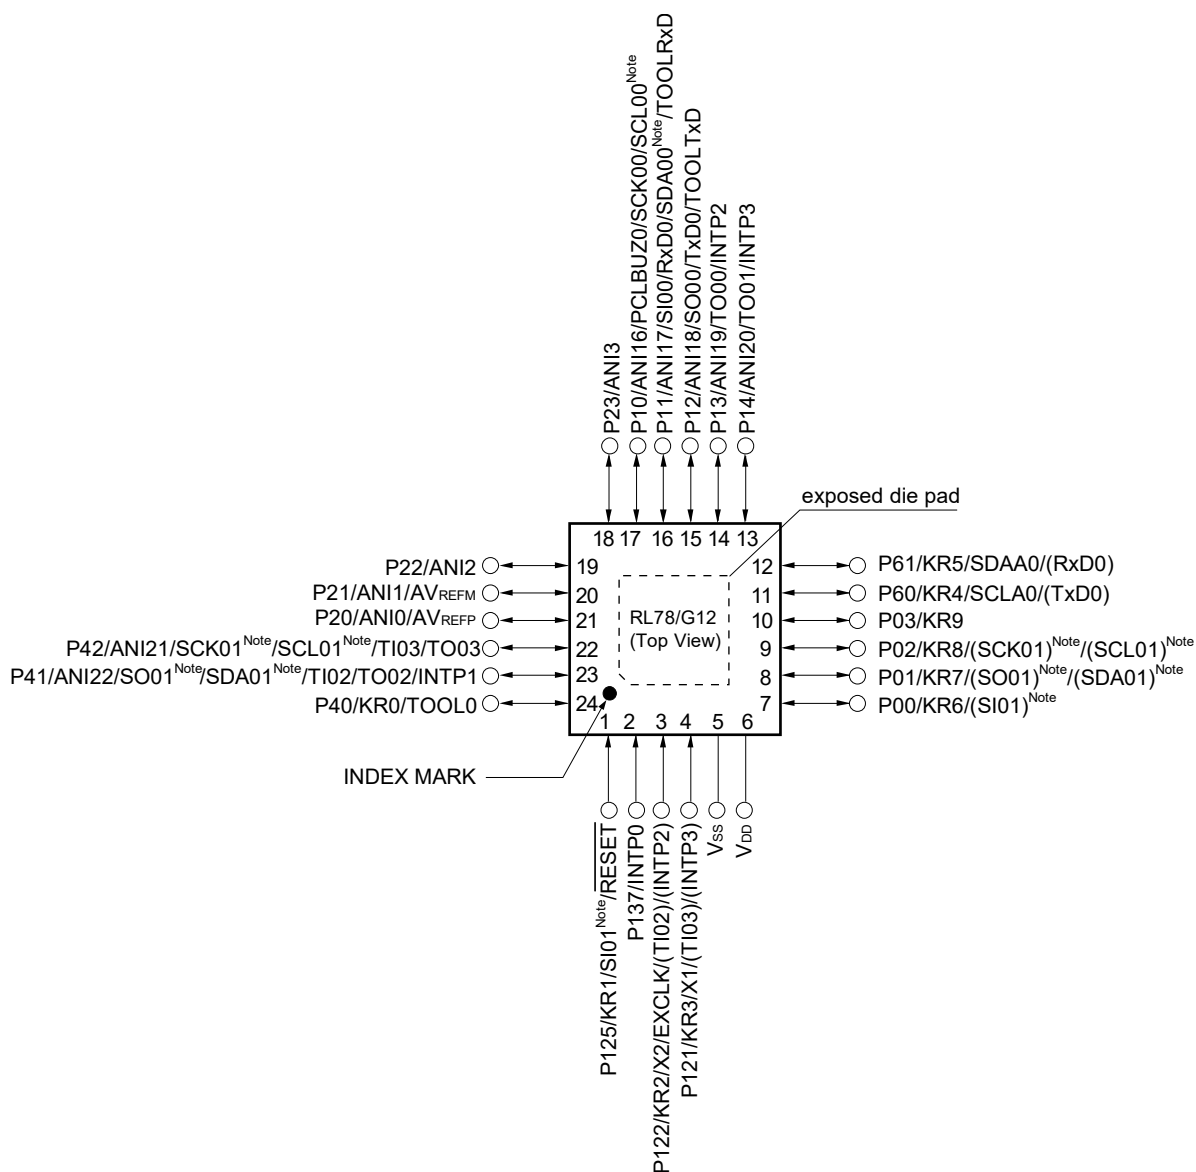 P23/ANI3
P10/ANI16/PCLBUZ0/SCK00/SCL00Note
P11/ANI17/SI00/RxD0/SDA00Note/TOOLRxD
P12/ANI18/SO00/TxD0/TOOLTxD
P13/ANI19/TO00/INTP2
P14/ANI20/TO01/INTP3
exposed die pad
18 17 16 15 14 13
P22/ANI2 19
P21/ANI1/AVREFM 20
P20/ANI0/AVREFP 21
P42/ANI21/SCK01Note/SCL01Note/TI03/TO03 22
P41/ANI22/SO01Note/SDA01Note/TI02/TO02/INTP1 23
P40/KR0/TOOL0 24
RL78/G12
(Top View)
12 P61/KR5/SDAA0/(RxD0)
11 P60/KR4/SCLA0/(TxD0)
10 P03/KR9
9 P02/KR8/(SCK01)Note/(SCL01)Note
8 P01/KR7/(SO01)Note/(SDA01)Note
7 P00/KR6/(SI01)Note
1 2 3 4 5 6
INDEX MARK
P125/KR1/SI01Note/RESET
P137/INTP0
P122/KR2/X2/EXCLK/(TI02)/(INTP2)
P121/KR3/X1/(TI03)/(INTP3)
VSS
VDD